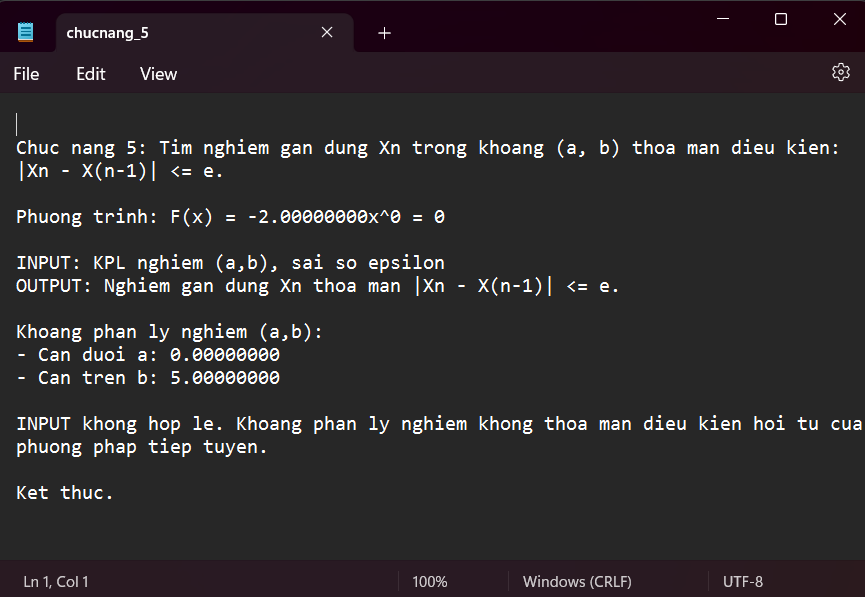 chucnang_5
File Edit View
Chuc nang 5: Tim nghiem gan dung Xn trong khoang (a, b) thoa man dieu kien:
|Xn - X(n-1)| <= e.
Phuong trinh: F(x) = -2.00000000x^0 = 0
INPUT: KPL nghiem (a,b), sai so epsilon
OUTPUT: Nghiem gan dung Xn thoa man |Xn - X(n-1)| <= e.
Khoang phan ly nghiem (a,b):
- Can duoi a: 0.00000000
- Can tren b: 5.00000000
INPUT khong hop le. Khoang phan ly nghiem khong thoa man dieu kien hoi tu cua
phuong phap tiep tuyen.
Ket thuc.
Ln 1, Col 1 100% Windows (CRLF) UTF-8